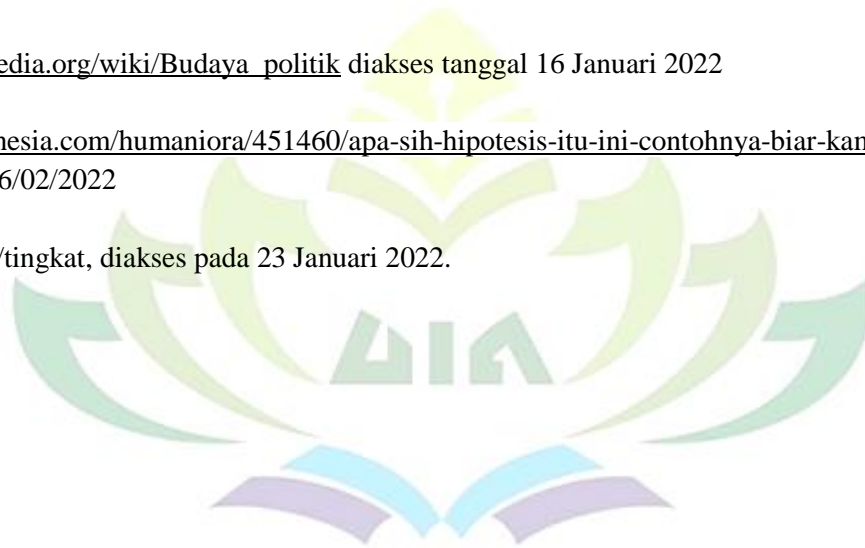 edia.org/wiki/Budaya_politik diakses tanggal 16 Januari 2022
nesia.com/humaniora/451460/apa-sih-hipotesis-itu-ini-contohnya-biar-kan
6/02/2022
/tingkat, diakses pada 23 Januari 2022.
UIN